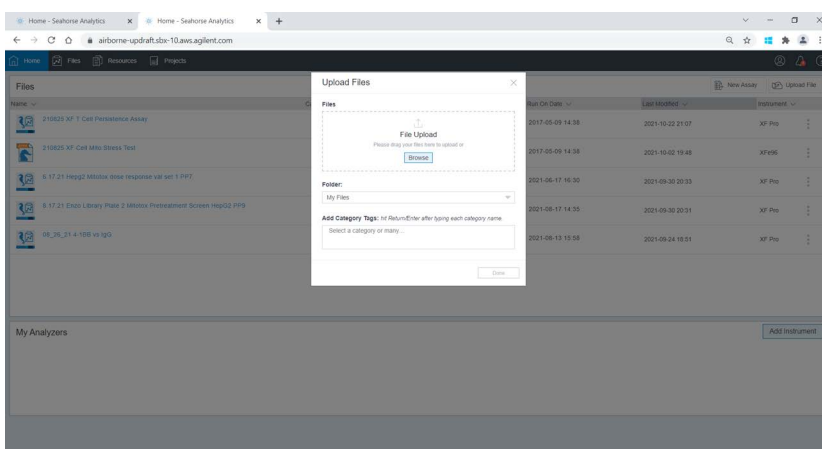 Home - Seahorse Analytics
Home - Seahorse Analytics
airborne-updraft.sbx-10.aws.agilent.com
Home Files Resources Projects
Files
New Assay Upload File
Name
Run On Date Last Modified Instrument
210825 XF T Cell Persistence Assay
2017-05-09 14:38 2021-10-22 21:07 XF Pro
210825 XF Cell Mito Stress Test
2017-05-09 14:38 2021-10-02 19:48 XFe96
6.17.21 Hepg2 Mitotox dose response val set 1 PP7
2021-06-17 16:30 2021-09-30 20:33 XF Pro
6.17.21 Enzo Library Plate 2 Mitotox Pretreatment Screen HepG2 PP9
2021-06-17 14:35 2021-09-30 20:31 XF Pro
4-1BB vs IgG
2021-06-13 15:58 2021-09-24 18:51 XF Pro
Upload Files
Files
File Upload
Please drag your files here to upload or
Browse
Folder:
My Files
Add Category Tags: hit Return/Enter after typing each category name.
Select a category or many...
Done
My Analyzers
Add Instrument